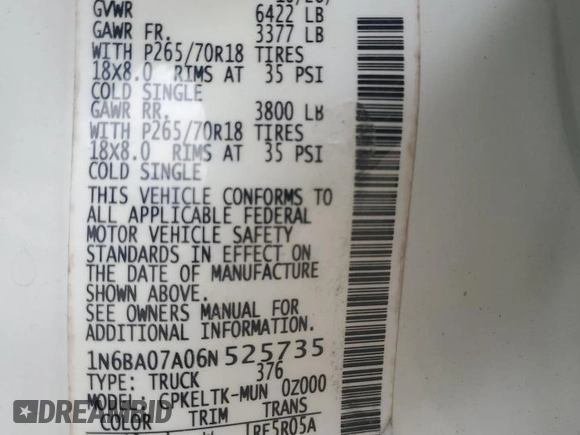 GVWR 6422 LB
GAWR FR. 3377 LB
WITH P265/70R18 TIRES
18X8.0 RIMS AT 35 PSI
COLD SINGLE
GAWR RR. 3800 LB
WITH P265/70R18 TIRES
18X8.0 RIMS AT 35 PSI
COLD SINGLE
THIS VEHICLE CONFORMS TO
ALL APPLICABLE FEDERAL
MOTOR VEHICLE SAFETY
STANDARDS IN EFFECT ON
THE DATE OF MANUFACTURE
SHOWN ABOVE.
SEE OWNERS MANUAL FOR
ADDITIONAL INFORMATION.
1N6BA07A06N525735
TYPE: TRUCK 376
MODEL: GPKELTK-MUN 0Z000
COLOR TRIM TRANS
RE5R05A
DREAMBID